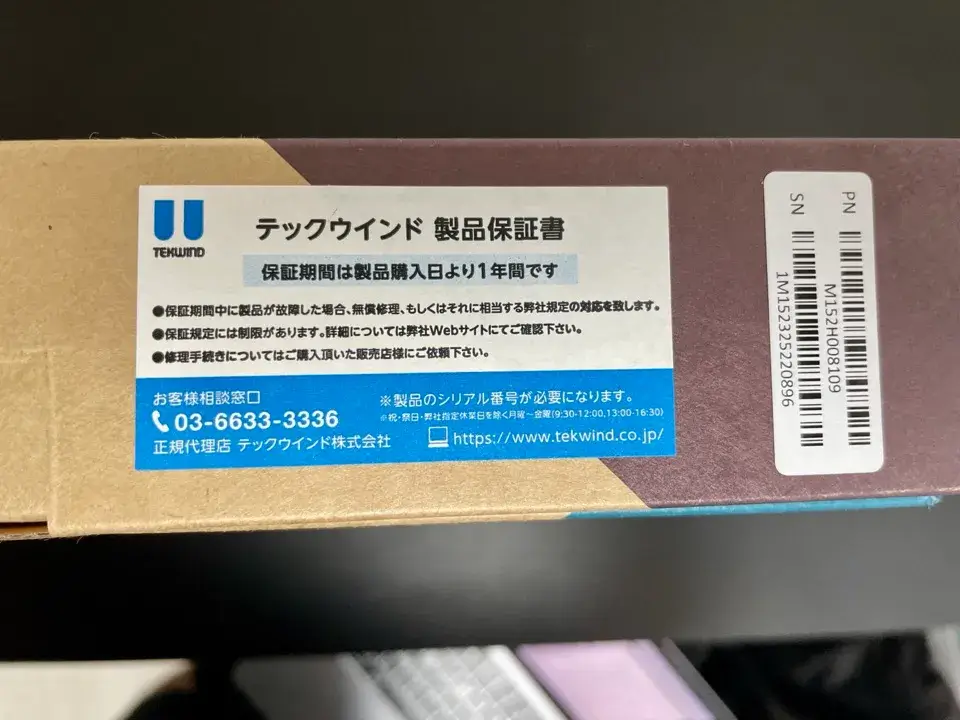 TEKWIND
テックウインド 製品保証書
保証期間は製品購入日より1年間です
●保証期間中に製品が故障した場合、無償修理、もしくはそれに相当する弊社規定の対応を致します。
●保証規定には制限があります。詳細については弊社Webサイトにてご確認下さい。
●修理手続きについてはご購入頂いた販売店様にご依頼下さい。
お客様相談窓口
03-6633-3336
正規代理店 テックウインド株式会社
※製品のシリアル番号が必要になります。
※祝・祭日・弊社指定休業日を除く月曜～金曜(9:30-12:00,13:00-16:30)
https://www.tekwind.co.jp/
PN
M152H008109
SN
1M152325220896